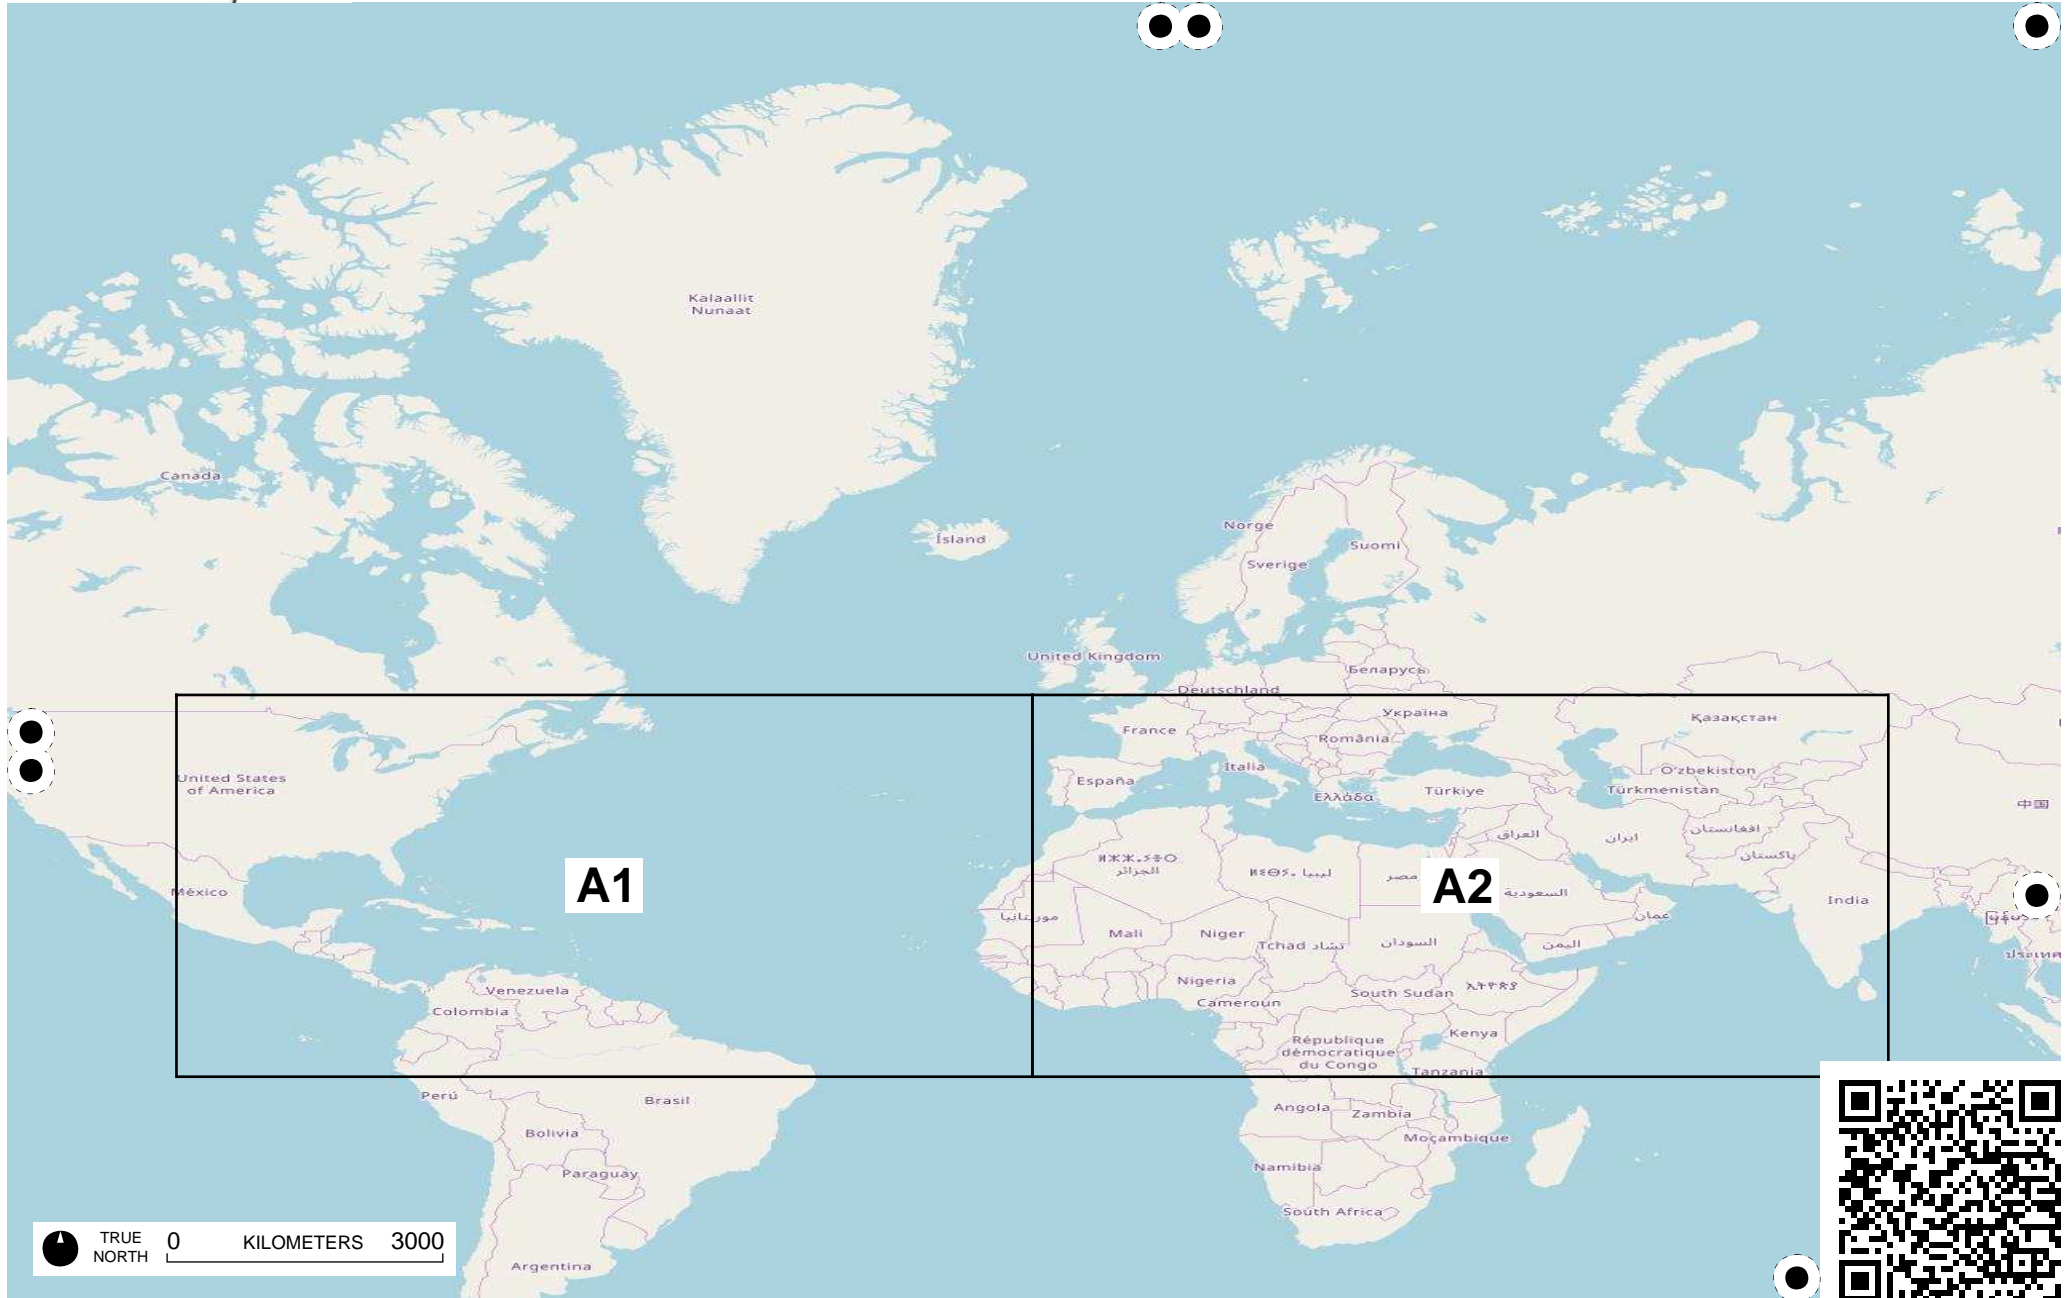 Kalaallit
Nunaat
Canada
Ísland
Norge
Suomi
Sverige
United Kingdom
Беларусь
Deutschland
Україна
Қазақстан
France
România
United States
of America
Italia
Oʻzbekiston
España
Türkiye
Türkmenistan
Ελλάδα
中国
العراق
ایران
افغانستان
پاکستان
الجزائر
ليبيا
مصر
A1
A2
México
السعودية
India
موريتانيا
عمان
Mali
Niger
Tchad تشاد
السودان
اليمن
Nigeria
Venezuela
South Sudan
Cameroun
Colombia
Kenya
République
démocratique
du Congo
Tanzania
Perú
Brasil
Angola
Zambia
Bolivia
Moçambique
Paraguay
Namibia
South Africa
TRUE
NORTH
0 KILOMETERS 3000
Argentina